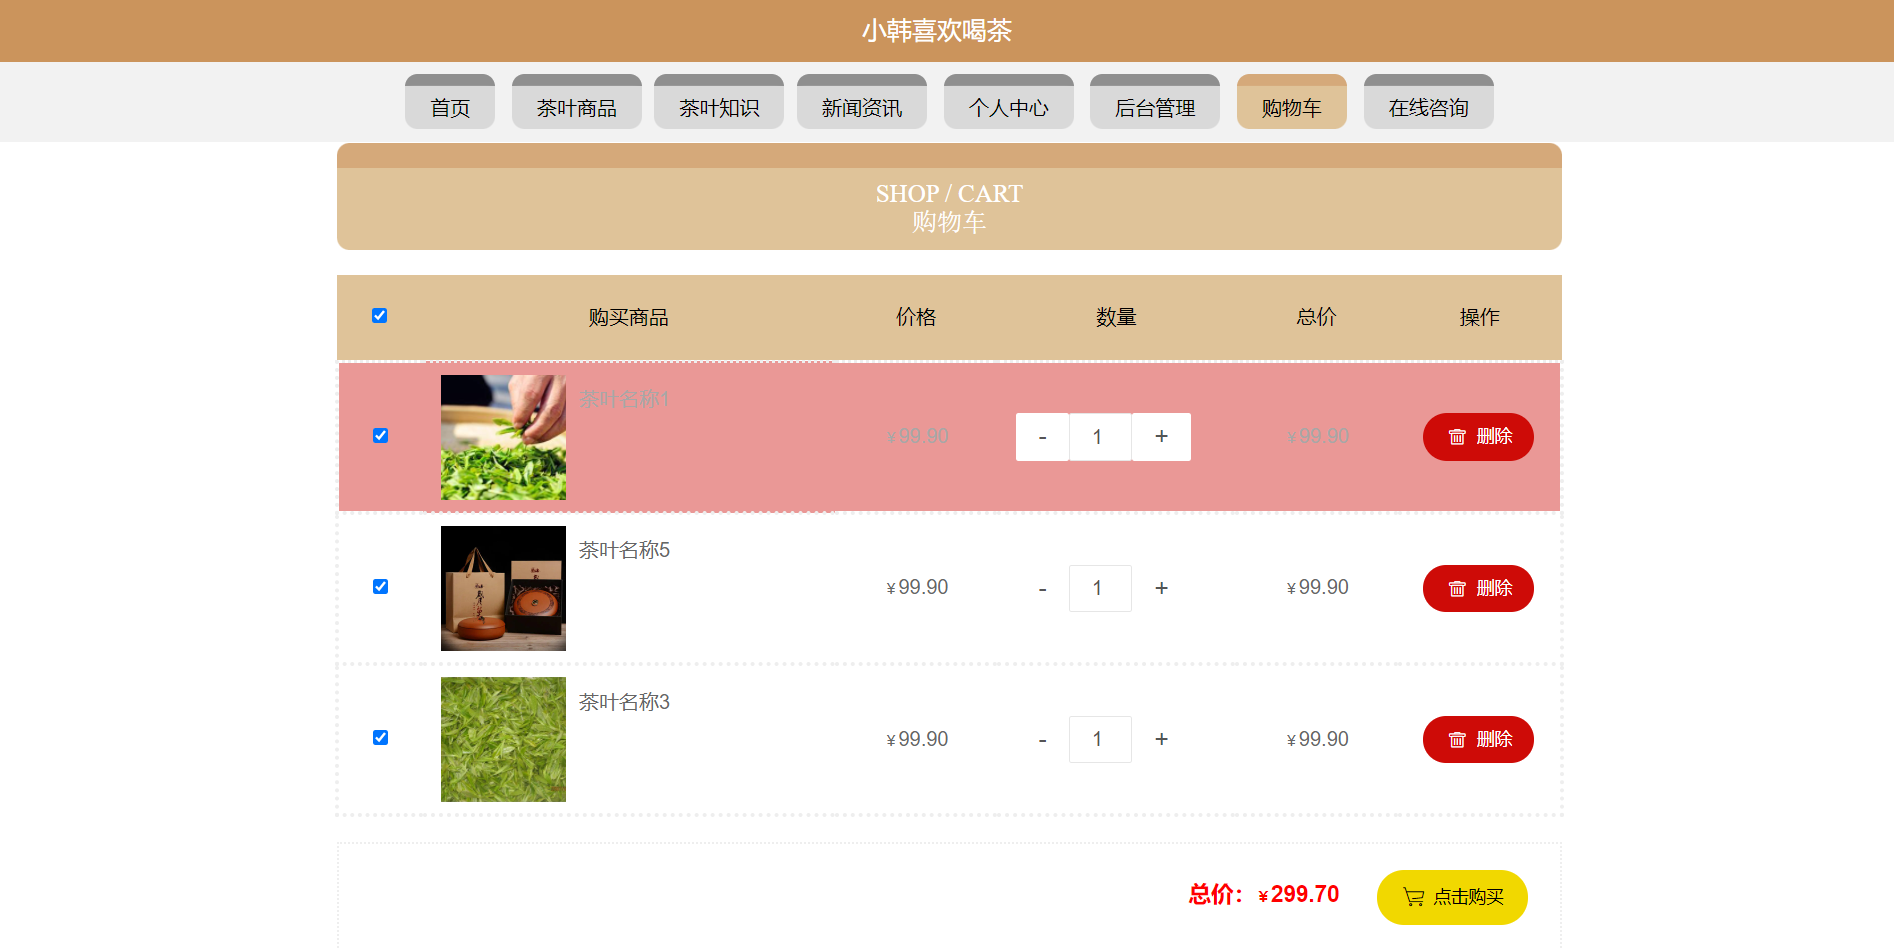 小韩喜欢喝茶
首页 茶叶商品 茶叶知识 新闻资讯 个人中心 后台管理 购物车 在线咨询
SHOP / CART
购物车
购买商品 价格 数量 总价 操作
茶叶名称1
¥99.90 - 1 + ¥99.90 删除
茶叶名称5
¥99.90 - 1 + ¥99.90 删除
茶叶名称3
¥99.90 - 1 + ¥99.90 删除
总价：¥299.70 点击购买